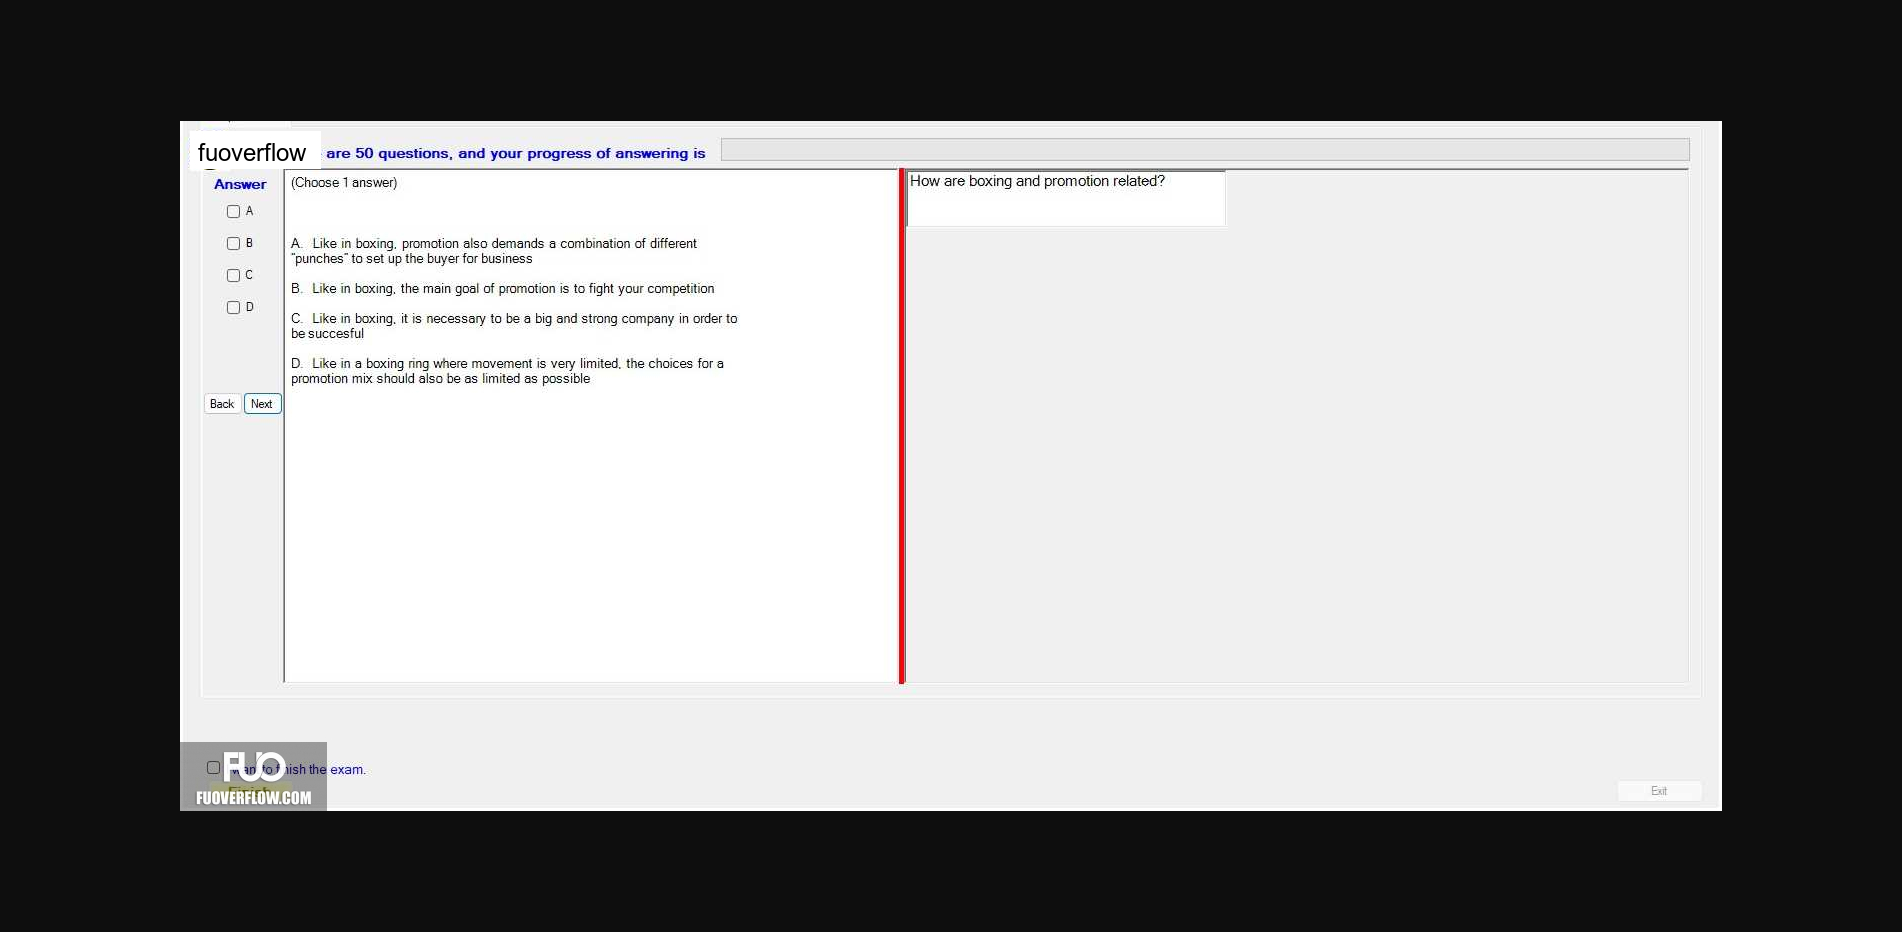 fuoverflow are 50 questions, and your progress of answering is
Answer
A
B
C
D
Back Next
(Choose 1 answer)
A. Like in boxing, promotion also demands a combination of different
"punches" to set up the buyer for business
B. Like in boxing, the main goal of promotion is to fight your competition
C. Like in boxing, it is necessary to be a big and strong company in order to
be succesful
D. Like in a boxing ring where movement is very limited, the choices for a
promotion mix should also be as limited as possible
How are boxing and promotion related?
want to finish the exam.
Finish
FUO
FUOVERFLOW.COM
Exit